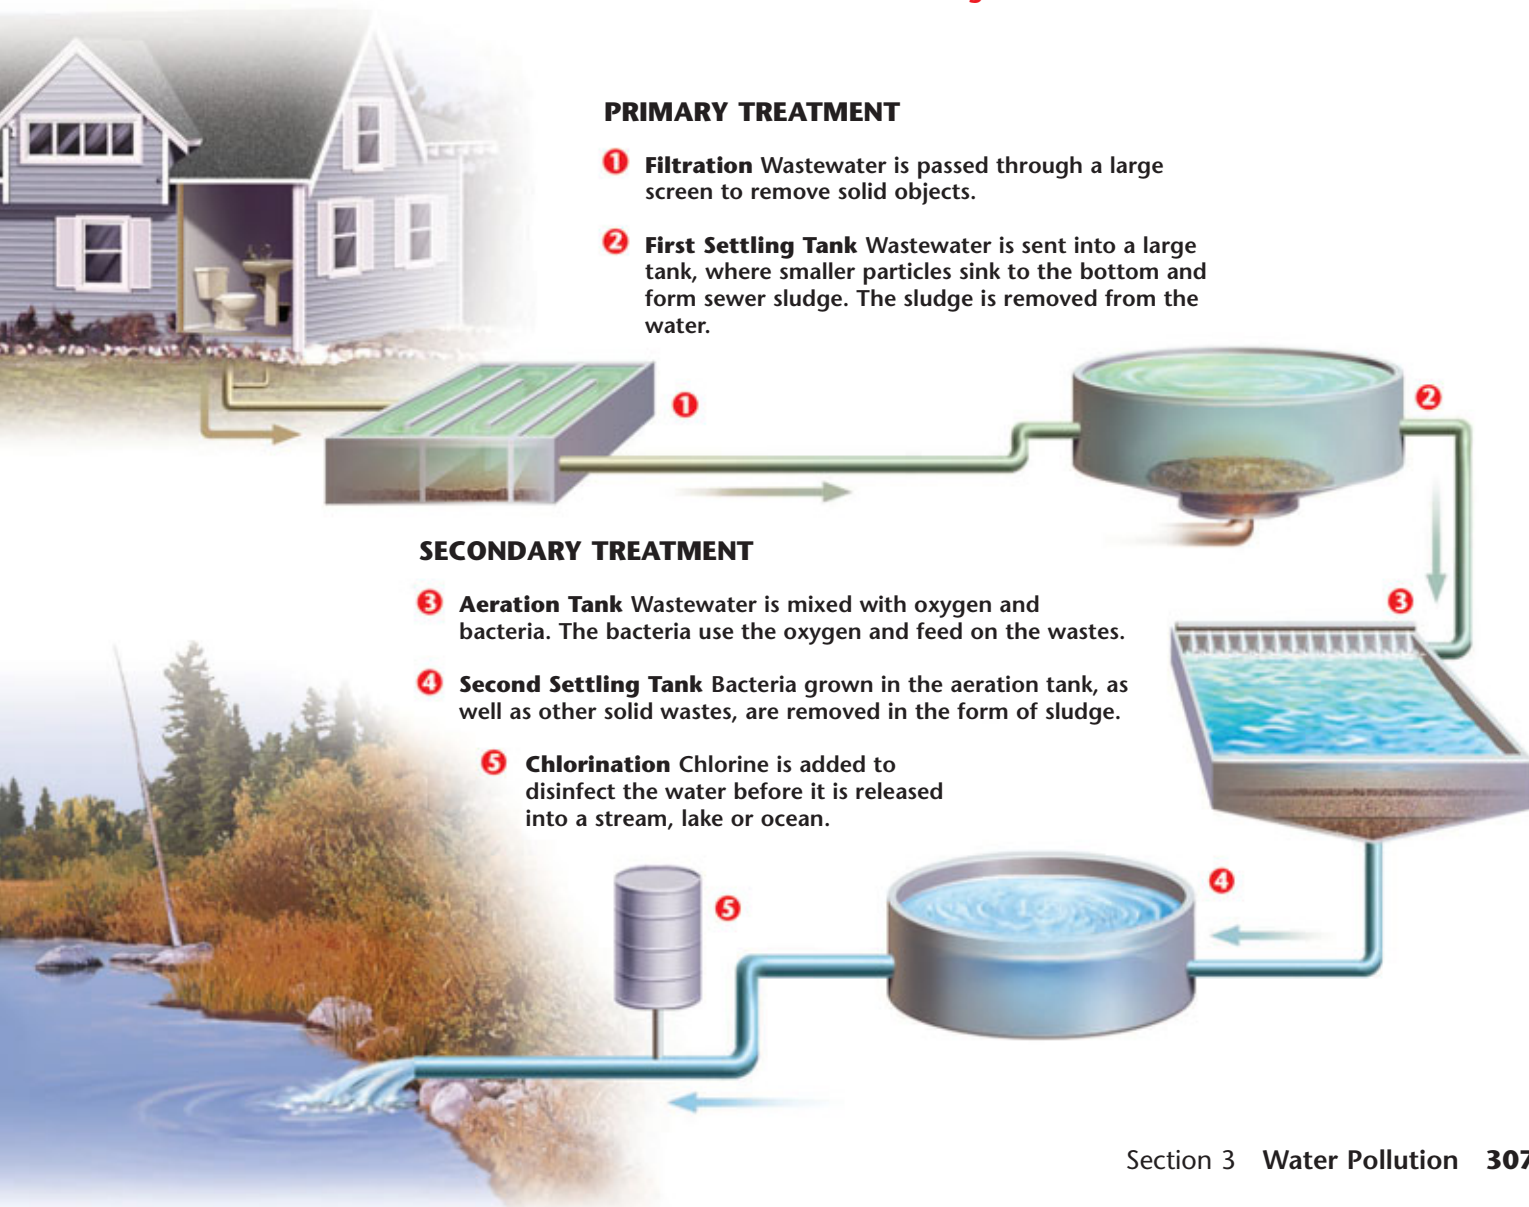 PRIMARY TREATMENT
1 Filtration Wastewater is passed through a large
screen to remove solid objects.
2 First Settling Tank Wastewater is sent into a large
tank, where smaller particles sink to the bottom and
form sewer sludge. The sludge is removed from the
water.
1
2
SECONDARY TREATMENT
3 Aeration Tank Wastewater is mixed with oxygen and
bacteria. The bacteria use the oxygen and feed on the wastes.
3
4 Second Settling Tank Bacteria grown in the aeration tank, as
well as other solid wastes, are removed in the form of sludge.
5 Chlorination Chlorine is added to
disinfect the water before it is released
into a stream, lake or ocean.
4
5
Section 3 Water Pollution 307